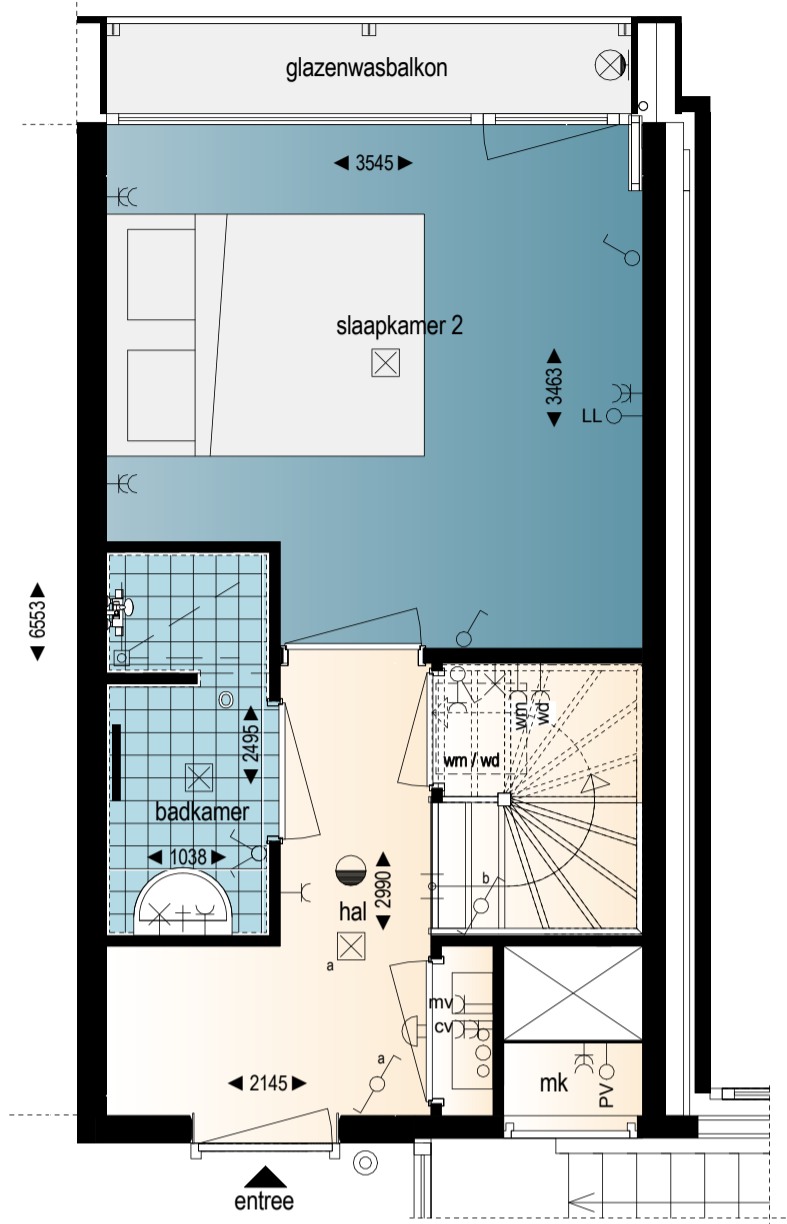 glazenwasbalkon
3545
slaapkamer 2
3463
LL
6553
2495
badkamer
1038
wm / wd
wm
wd
b
2990
hal
a
mv
cv
a
2145
mk
PV
entree